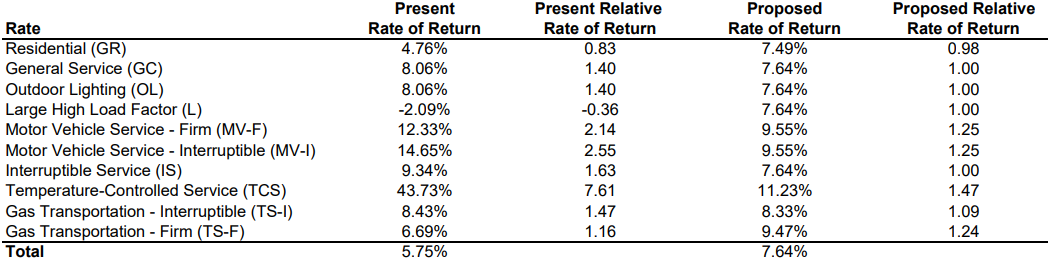 Present Present Relative Proposed Proposed Relative
Rate Rate of Return Rate of Return Rate of Return Rate of Return
Residential (GR) 4.76% 0.83 7.49% 0.98
General Service (GC) 8.06% 1.40 7.64% 1.00
Outdoor Lighting (OL) 8.06% 1.40 7.64% 1.00
Large High Load Factor (L) -2.09% -0.36 7.64% 1.00
Motor Vehicle Service - Firm (MV-F) 12.33% 2.14 9.55% 1.25
Motor Vehicle Service - Interruptible (MV-I) 14.65% 2.55 9.55% 1.25
Interruptible Service (IS) 9.34% 1.63 7.64% 1.00
Temperature-Controlled Service (TCS) 43.73% 7.61 11.23% 1.47
Gas Transportation - Interruptible (TS-I) 8.43% 1.47 8.33% 1.09
Gas Transportation - Firm (TS-F) 6.69% 1.16 9.47% 1.24
Total 5.75% 7.64%